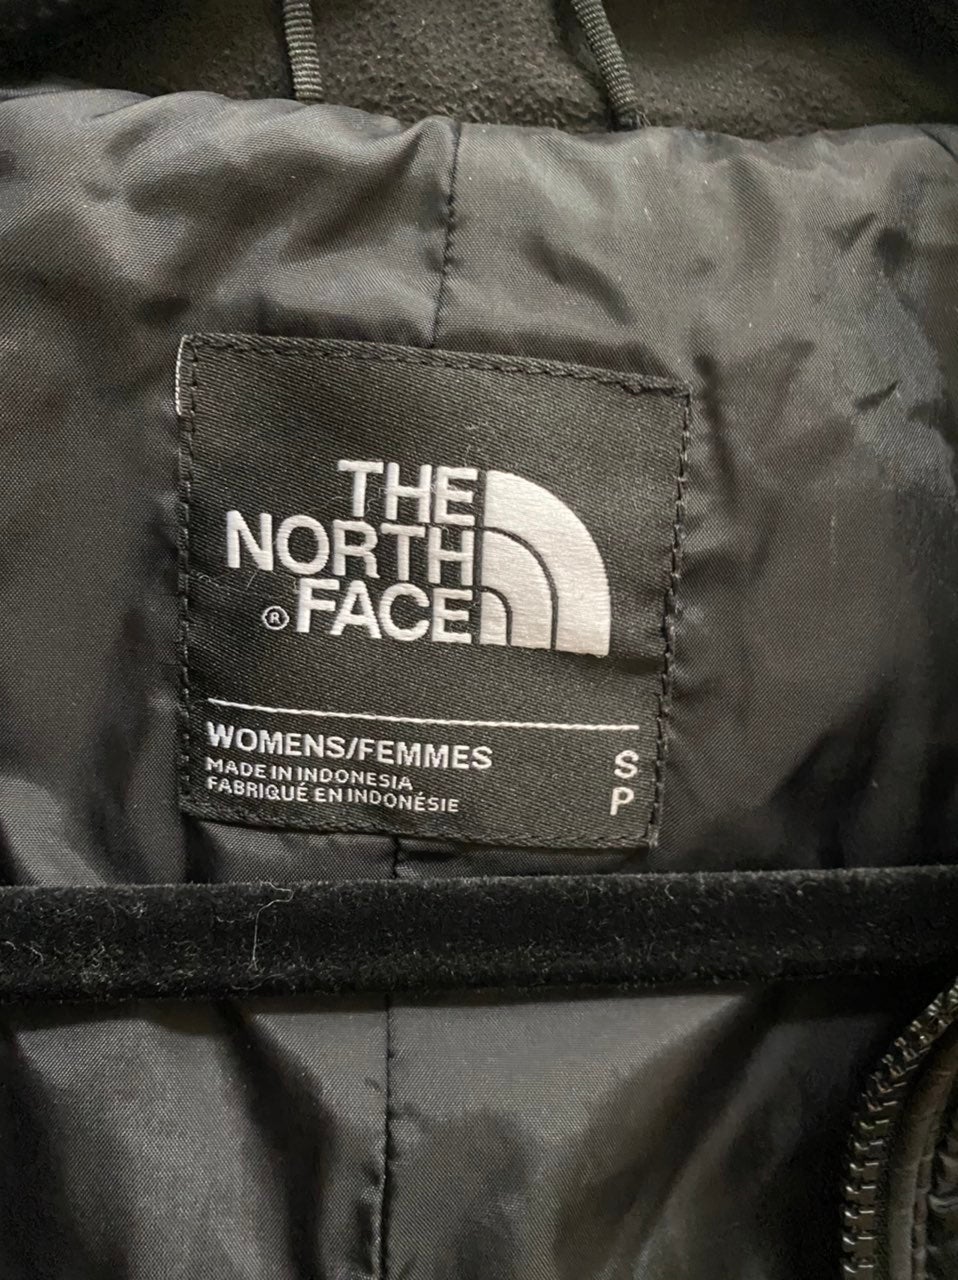 THE
NORTH
® FACE
WOMENS/FEMMES
MADE IN INDONESIA
FABRIQUÉ EN INDONÉSIE
S
P